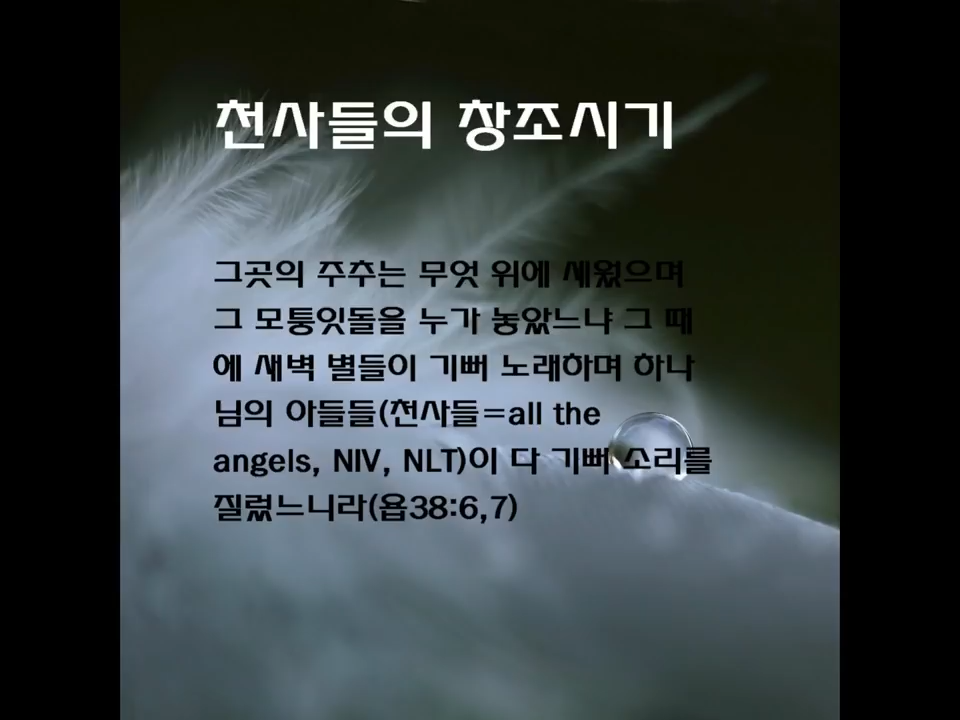 천사들의 창조시기
그곳의 주추는 무엇 위에 세웠으며
그 모퉁잇돌을 누가 놓았느냐 그 때
에 새벽 별들이 기뻐 노래하며 하나
님의 아들들(천사들=all the
angels, NIV, NLT)이 다 기뻐 소리를
질렀느니라(욥38:6,7)